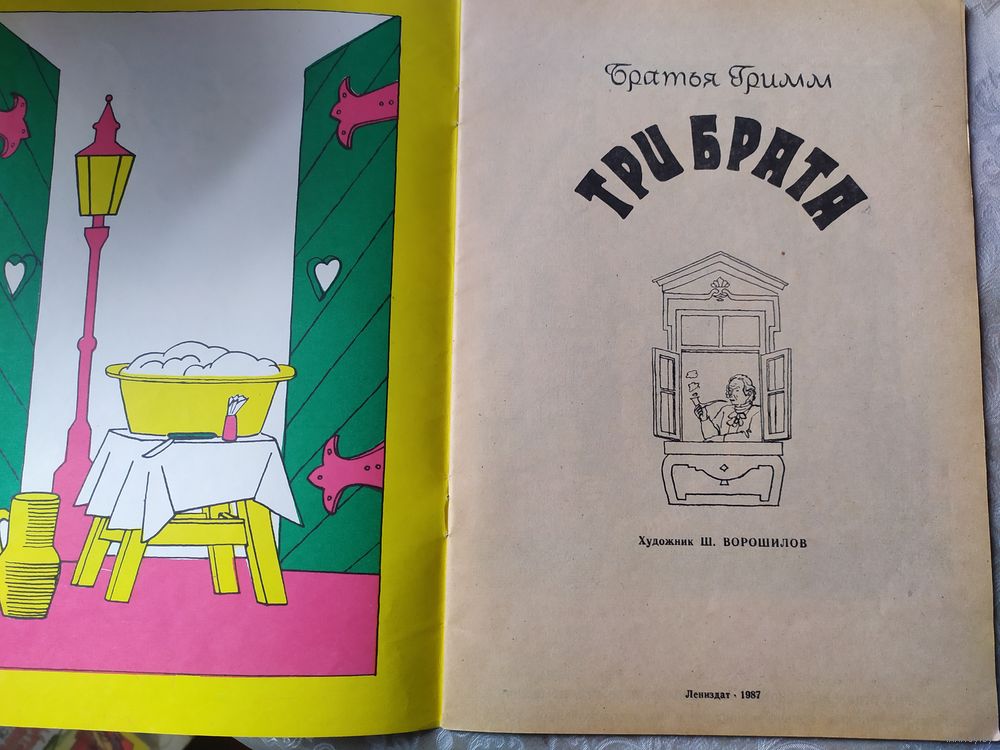 Братья Гримм
ТРИ БРАТА
Художник Ш. ВОРОШИЛОВ
Лениздат · 1987